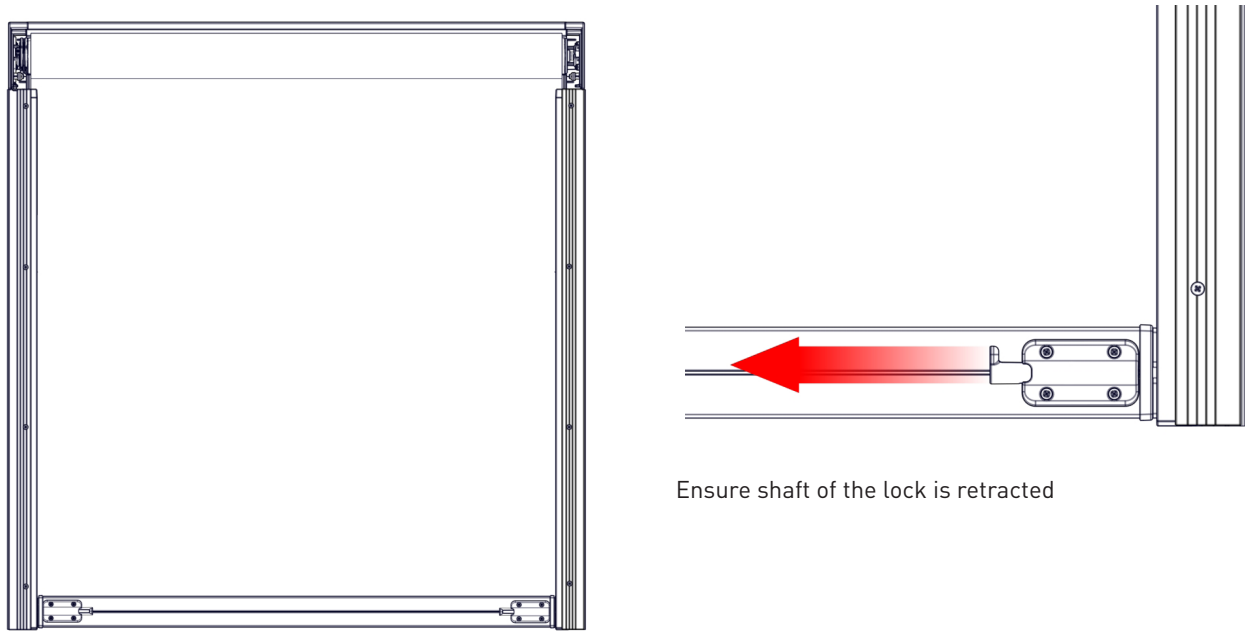 Ensure shaft of the lock is retracted